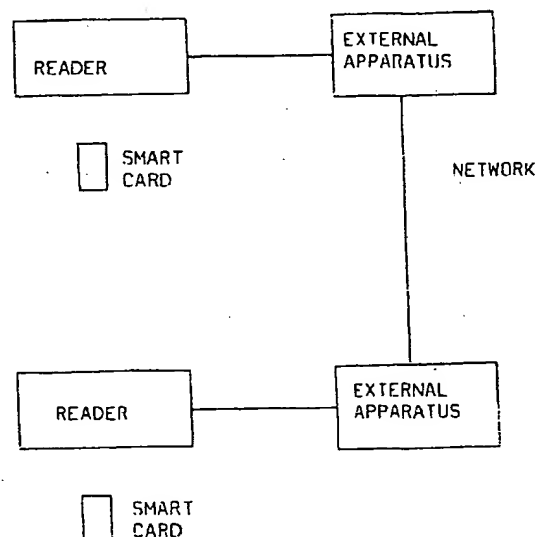 READER
EXTERNAL
APPARATUS
SMART
CARD
NETWORK
READER
EXTERNAL
APPARATUS
SMART
CARD